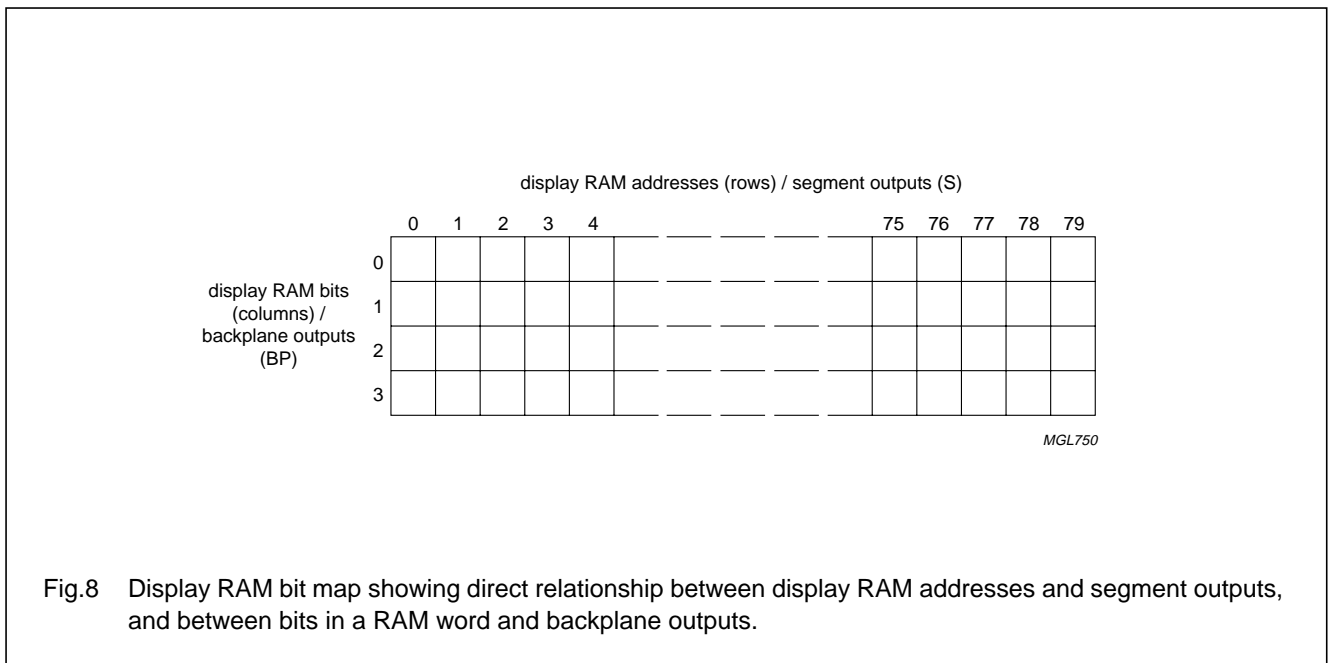 display RAM addresses (rows) / segment outputs (S)
0 1 2 3 4 75 76 77 78 79
0
display RAM bits
1
(columns) /
backplane outputs
2
(BP)
3
MGL750
Fig.8 Display RAM bit map showing direct relationship between display RAM addresses and segment outputs,
and between bits in a RAM word and backplane outputs.